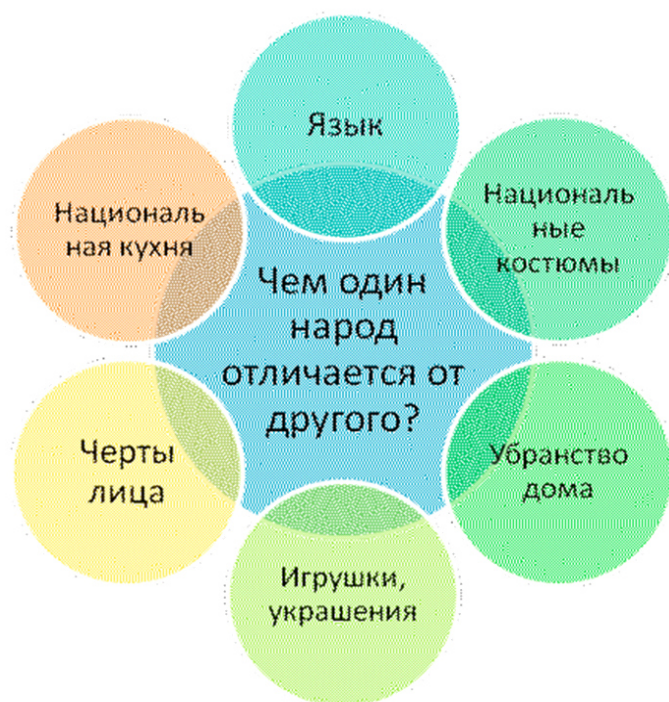 Язык
Националь
ные
костюмы
Убранство
дома
Игрушки,
украшения
Черты
лица
Националь
ная кухня
Чем один
народ
отличается от
другого?